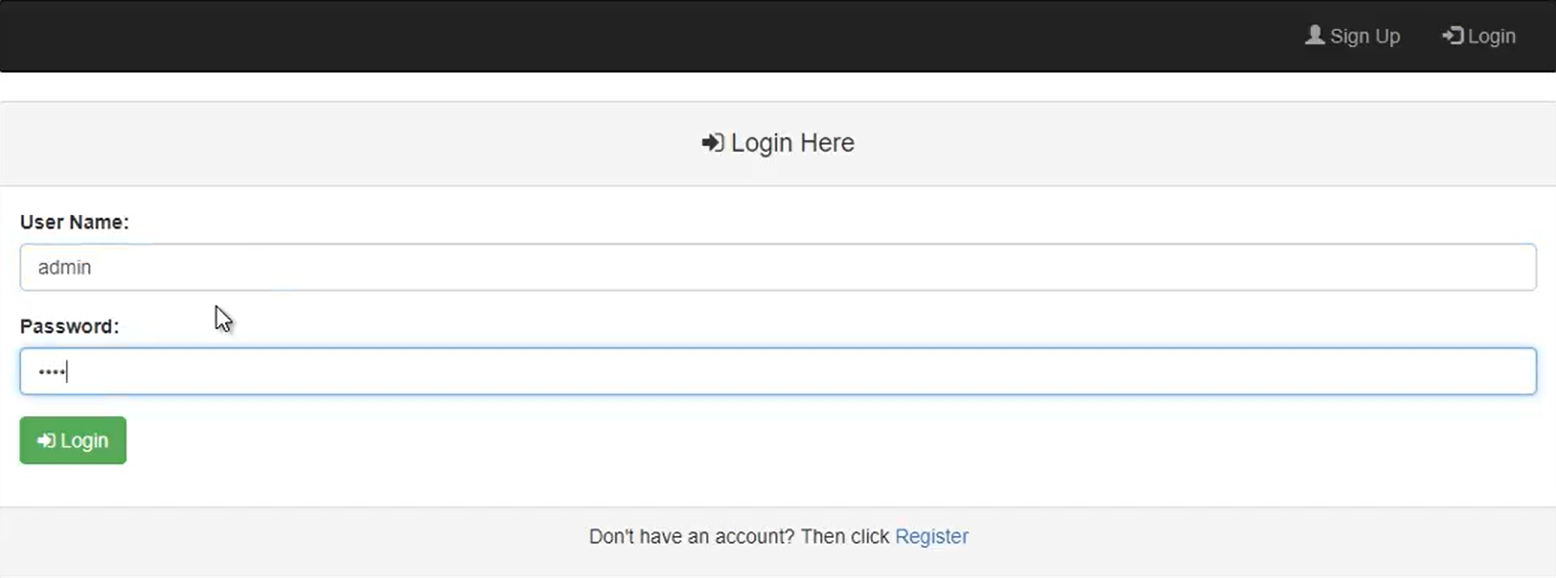 Sign Up Login
Login Here
User Name:
admin
Password:
••••
Login
Don't have an account? Then click Register